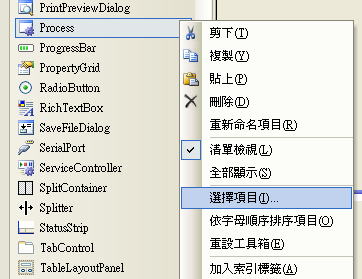 PrintPreviewDialog
Process
ProgressBar
PropertyGrid
RadioButton
RichTextBox
SaveFileDialog
SerialPort
ServiceController
SplitContainer
Splitter
StatusStrip
TabControl
TableLayoutPanel
剪下(T)
複製(Y)
貼上(P)
刪除(D)
重新命名項目(R)
清單檢視(L)
全部顯示(S)
選擇項目(I)...
依字母順序排序項目(O)
重設工具箱(E)
加入索引標籤(A)